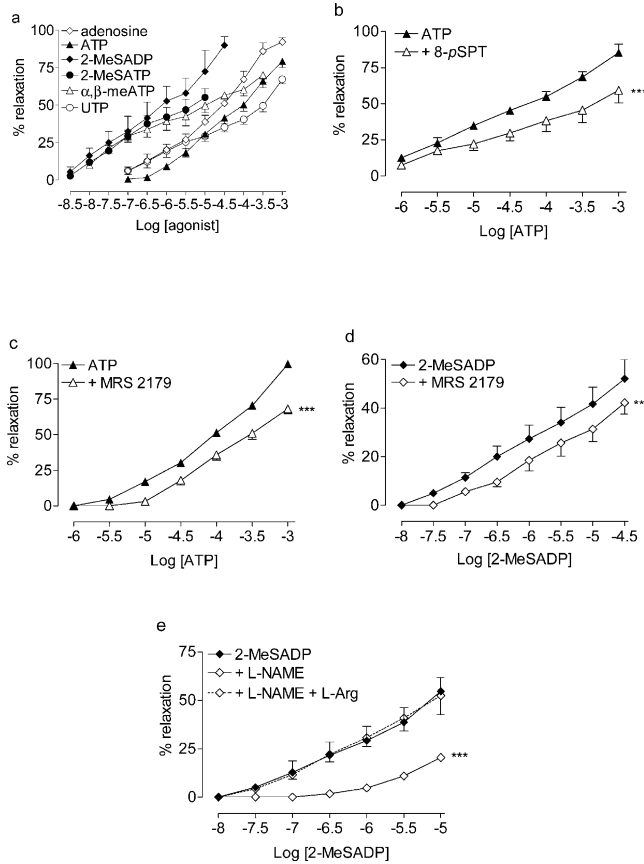 a
100
75
50
25
0
% relaxation
adenosine
ATP
2-MeSADP
2-MeSATP
α,β-meATP
UTP
-8.5 -8 -7.5 -7 -6.5 -6 -5.5 -5 -4.5 -4 -3.5 -3
Log [agonist]
b
100
75
50
25
0
% relaxation
ATP
+ 8-pSPT
***
-6 -5.5 -5 -4.5 -4 -3.5 -3
Log [ATP]
c
100
75
50
25
0
% relaxation
ATP
+ MRS 2179
***
-6 -5.5 -5 -4.5 -4 -3.5 -3
Log [ATP]
d
60
40
20
0
% relaxation
2-MeSADP
+ MRS 2179
**
-8 -7.5 -7 -6.5 -6 -5.5 -5 -4.5
Log [2-MeSADP]
e
75
50
25
0
% relaxation
2-MeSADP
+ L-NAME
+ L-NAME + L-Arg
***
-8 -7.5 -7 -6.5 -6 -5.5 -5
Log [2-MeSADP]